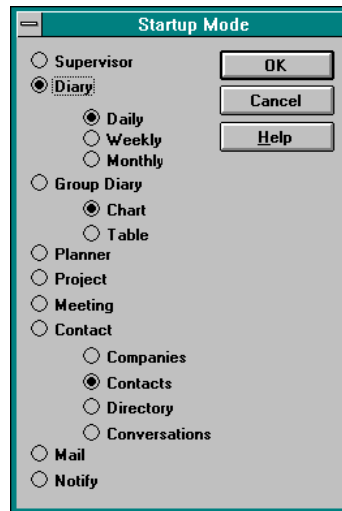 Startup Mode
Supervisor
OK
Diary
Cancel
Daily
Weekly
Help
Monthly
Group Diary
Chart
Table
Planner
Project
Meeting
Contact
Companies
Contacts
Directory
Conversations
Mail
Notify